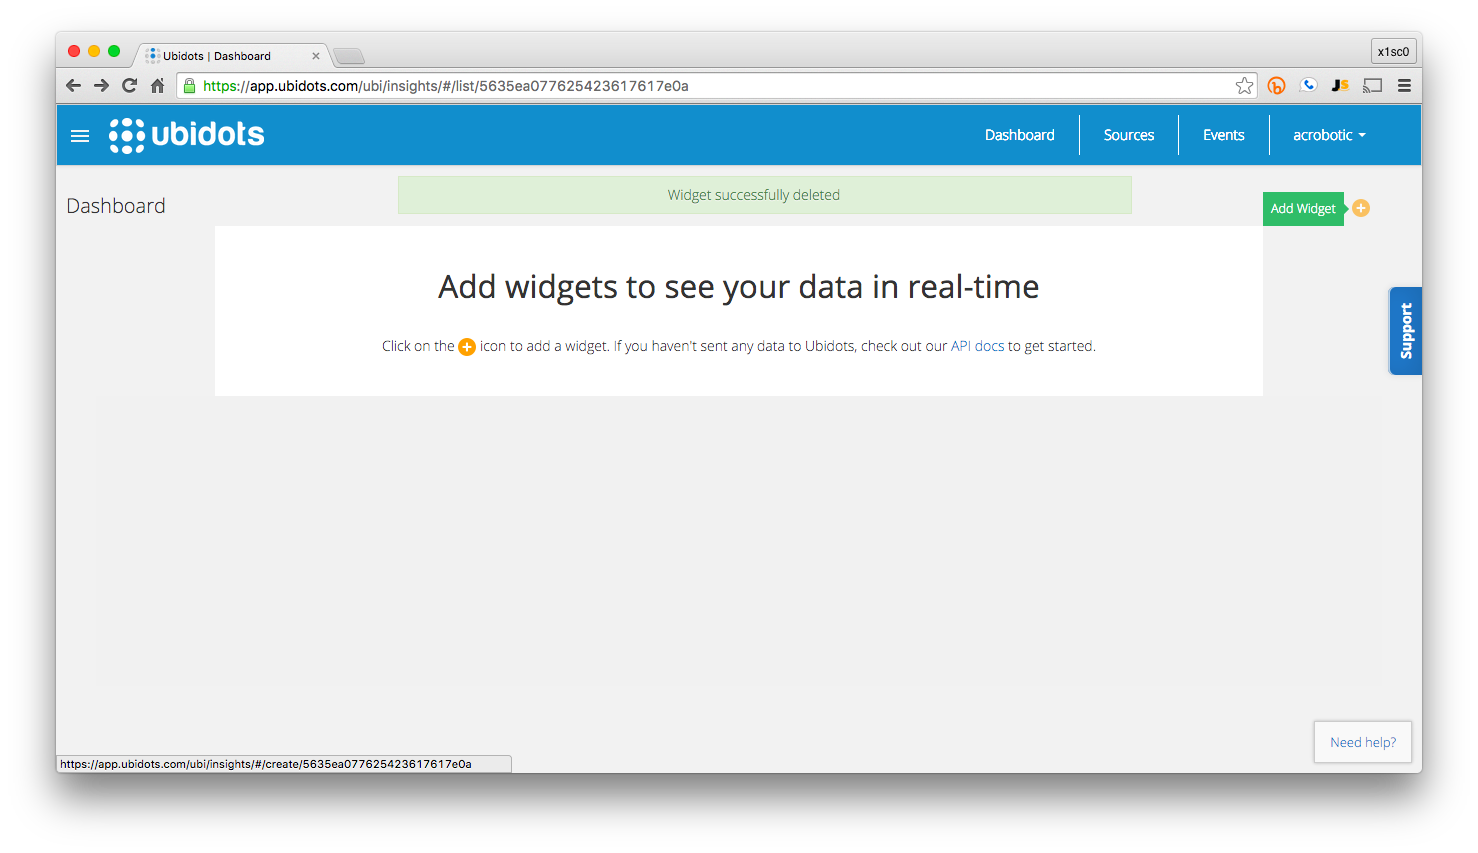 Ubidots | Dashboard
x1sc0
https://app.ubidots.com/ubi/insights/#/list/5635ea077625423617617e0a
JS
ubidots
Dashboard
Sources
Events
acrobotic
Widget successfully deleted
Dashboard
Add Widget
Add widgets to see your data in real-time
Click on the + icon to add a widget. If you haven't sent any data to Ubidots, check out our API docs to get started.
Support
Need help?
https://app.ubidots.com/ubi/insights/#/create/5635ea077625423617617e0a